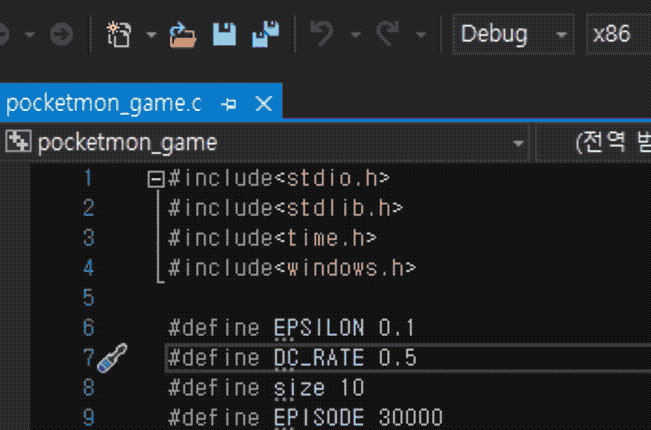 Debug x86
pocketmon_game.c
pocketmon_game (전역 범
1 #include<stdio.h>
2 #include<stdlib.h>
3 #include<time.h>
4 #include<windows.h>
5
6 #define EPSILON 0.1
7 #define DC_RATE 0.5
8 #define size 10
9 #define EPISODE 30000